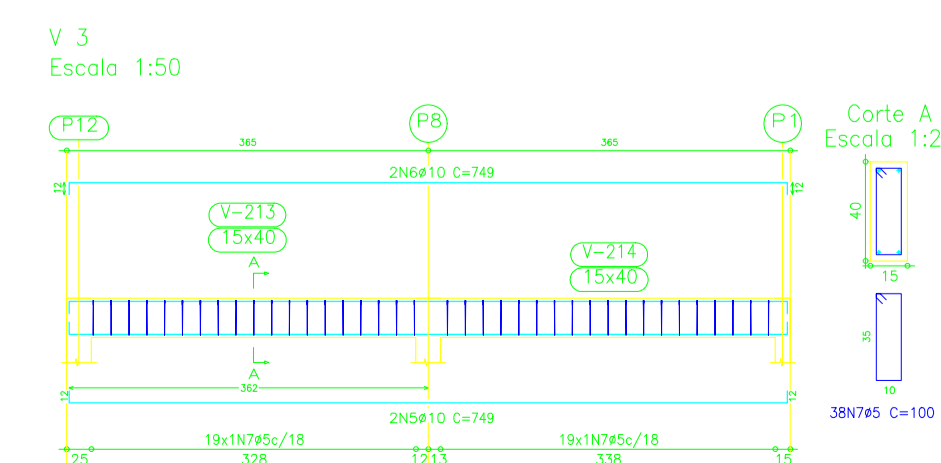 V 3
Escala 1:50
P12
P8
P1
Corte A
Escala 1:2
365
365
2N6ø10 C=749
12
12
V-213
15x40
V-214
15x40
A
40
15
A
35
10
362
12
12
2N5ø10 C=749
38N7ø5 C=100
19x1N7ø5c/18
19x1N7ø5c/18
25
328
12
13
338
15